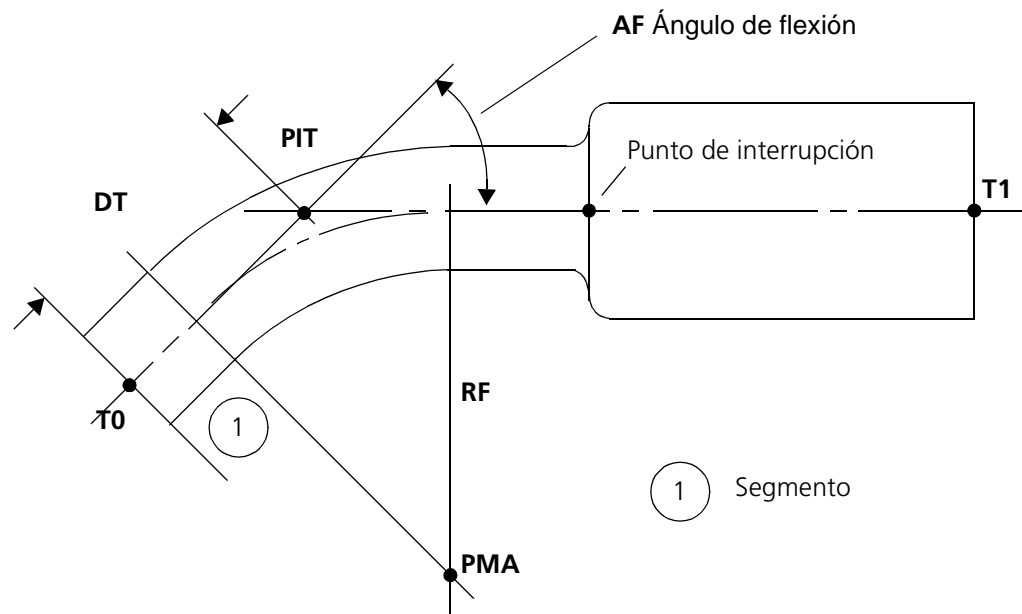 AF Ángulo de flexión
PIT
Punto de interrupción
DT
T1
T0
1
RF
1 Segmento
PMA